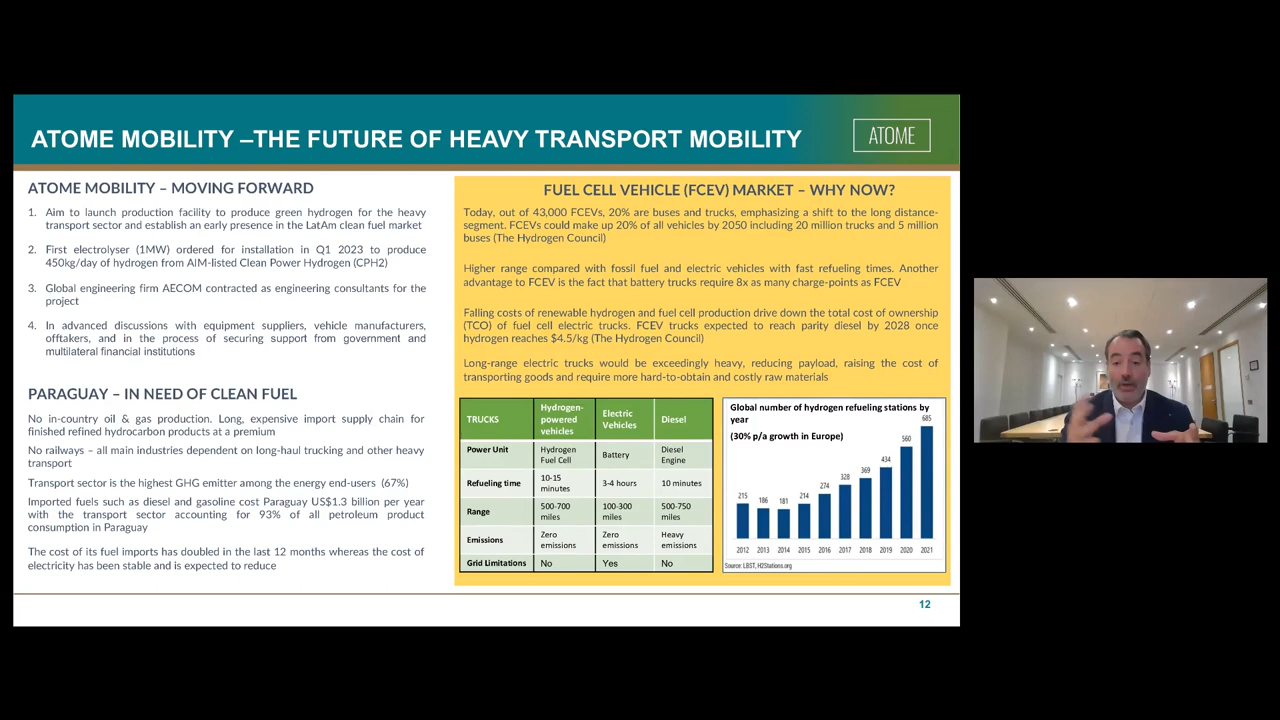 ATOME MOBILITY –THE FUTURE OF HEAVY TRANSPORT MOBILITY
ATOME
ATOME MOBILITY – MOVING FORWARD
1. Aim to launch production facility to produce green hydrogen for the heavy
transport sector and establish an early presence in the LatAm clean fuel market
2. First electrolyser (1MW) ordered for installation in Q1 2023 to produce
450kg/day of hydrogen from AIM-listed Clean Power Hydrogen (CPH2)
3. Global engineering firm AECOM contracted as engineering consultants for the
project
4. In advanced discussions with equipment suppliers, vehicle manufacturers,
offtakers, and in the process of securing support from government and
multilateral financial institutions
PARAGUAY – IN NEED OF CLEAN FUEL
No in-country oil & gas production. Long, expensive import supply chain for
finished refined hydrocarbon products at a premium
No railways – all main industries dependent on long-haul trucking and other heavy
transport
Transport sector is the highest GHG emitter among the energy end-users (67%)
Imported fuels such as diesel and gasoline cost Paraguay US$1.3 billion per year
with the transport sector accounting for 93% of all petroleum product
consumption in Paraguay
The cost of its fuel imports has doubled in the last 12 months whereas the cost of
electricity has been stable and is expected to reduce
FUEL CELL VEHICLE (FCEV) MARKET – WHY NOW?
Today, out of 43,000 FCEVs, 20% are buses and trucks, emphasizing a shift to the long distance-
segment. FCEVs could make up 20% of all vehicles by 2050 including 20 million trucks and 5 million
buses (The Hydrogen Council)
Higher range compared with fossil fuel and electric vehicles with fast refueling times. Another
advantage to FCEV is the fact that battery trucks require 8x as many charge-points as FCEV
Falling costs of renewable hydrogen and fuel cell production drive down the total cost of ownership
(TCO) of fuel cell electric trucks. FCEV trucks expected to reach parity diesel by 2028 once
hydrogen reaches $4.5/kg (The Hydrogen Council)
Long-range electric trucks would be exceedingly heavy, reducing payload, raising the cost of
transporting goods and require more hard-to-obtain and costly raw materials
TRUCKS Hydrogen-powered vehicles Electric Vehicles Diesel
Power Unit Hydrogen Fuel Cell Battery Diesel Engine
Refueling time 10-15 minutes 3-4 hours 10 minutes
Range 500-700 miles 100-300 miles 500-750 miles
Emissions Zero emissions Zero emissions Heavy emissions
Grid Limitations No Yes No
Global number of hydrogen refueling stations by
year
(30% p/a growth in Europe)
215 186 181 214 274 328 369 434 560 685
2012 2013 2014 2015 2016 2017 2018 2019 2020 2021
Source: LBST, H2Stations.org
12